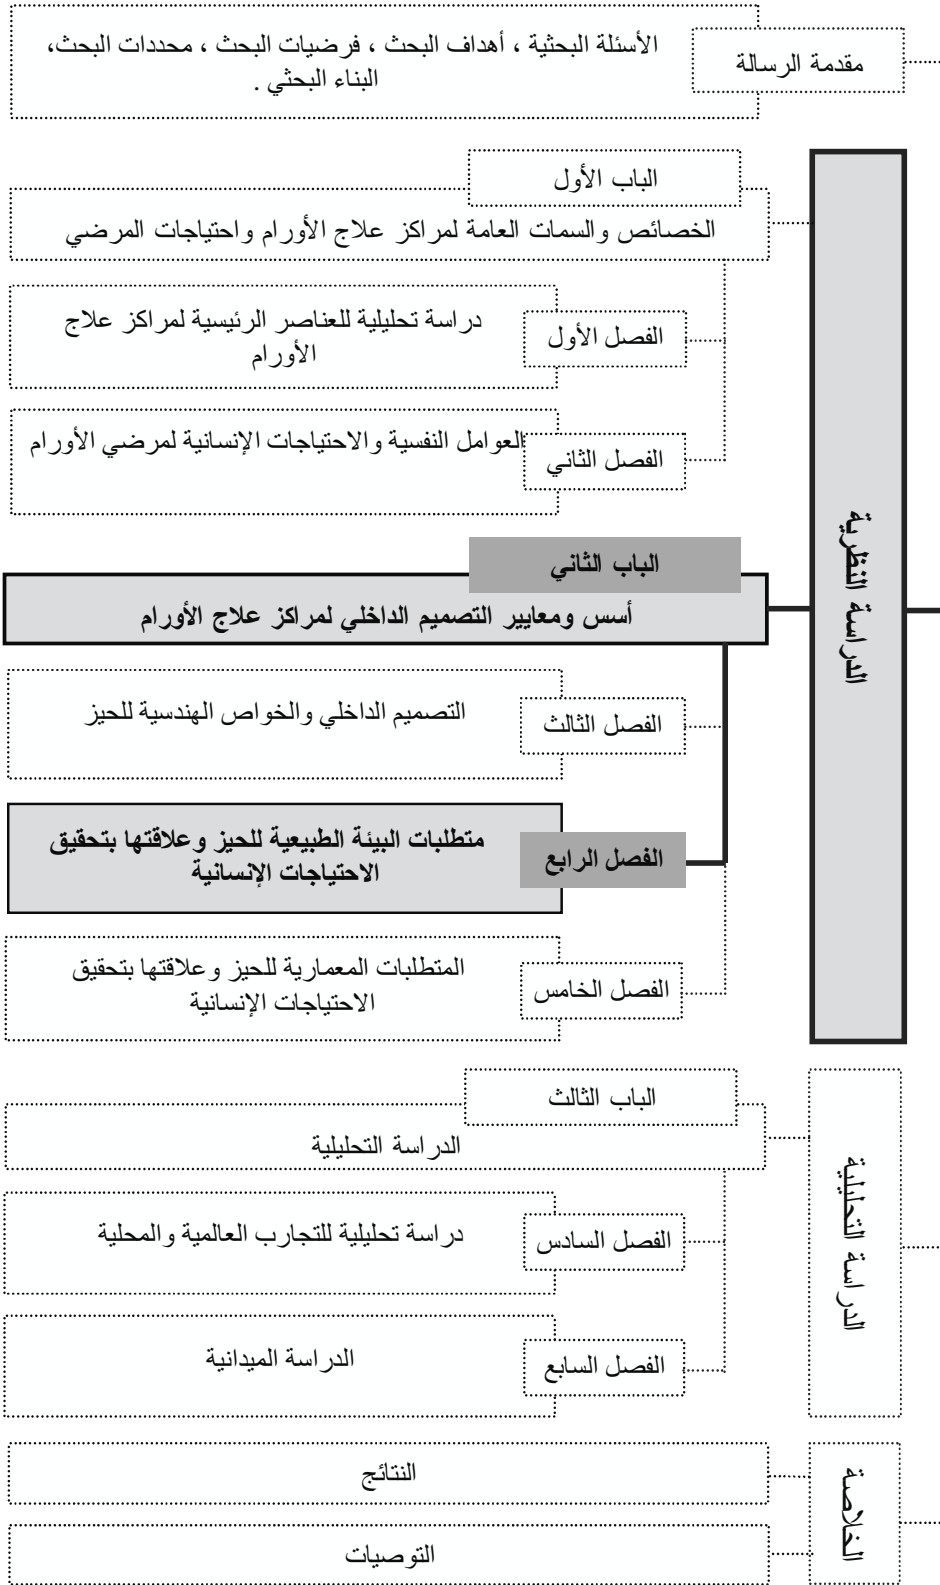 مقدمة الرسالة
الأسئلة البحثية ، أهداف البحث ، فرضيات البحث ، محددات البحث،
البناء البحثي .
الدراسة النظرية
الباب الأول
الخصائص والسمات العامة لمراكز علاج الأورام واحتياجات المرضي
الفصل الأول
دراسة تحليلية للعناصر الرئيسية لمراكز علاج
الأورام
الفصل الثاني
العوامل النفسية والاحتياجات الإنسانية لمرضي الأورام
الباب الثاني
أسس ومعايير التصميم الداخلي لمراكز علاج الأورام
الفصل الثالث
التصميم الداخلي والخواص الهندسية للحيز
الفصل الرابع
متطلبات البيئة الطبيعية للحيز وعلاقتها بتحقيق
الاحتياجات الإنسانية
الفصل الخامس
المتطلبات المعمارية للحيز وعلاقتها بتحقيق
الاحتياجات الإنسانية
الدراسة التحليلية
الباب الثالث
الدراسة التحليلية
الفصل السادس
دراسة تحليلية للتجارب العالمية والمحلية
الفصل السابع
الدراسة الميدانية
الخلاصة
النتائج
التوصيات